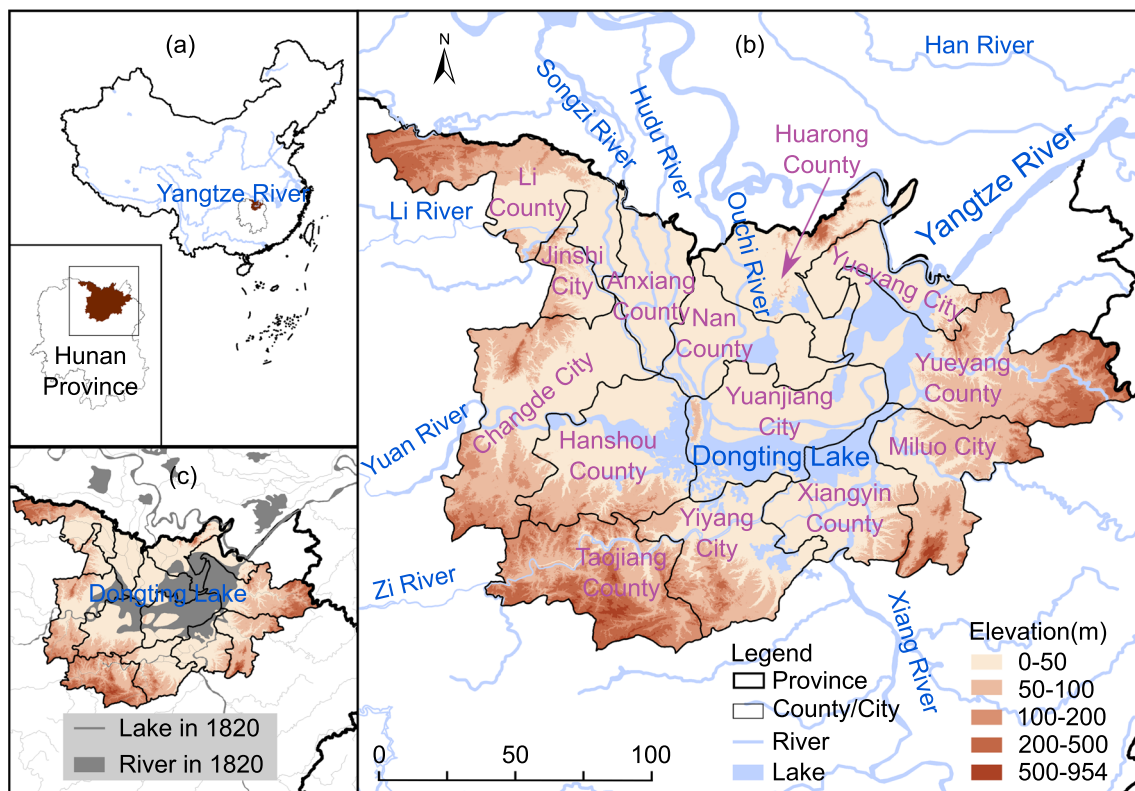 (a)
Yangtze River
Hunan
Province
(b)
N
Han River
Songzi River
Hudu River
Huarong
County
Yangtze River
Li
County
Li River
Ouchi River
Jinshi
City
Anxiang
County
Yueyang City
Nan
County
Yueyang
County
Changde City
Yuanjiang
City
Yuan River
Hanshou
County
Dongting Lake
Miluo City
Xiangyin
County
Yiyang
City
Taojiang
County
Zi River
Xiang River
Legend
Province
County/City
River
Lake
0
50
100
Elevation(m)
0-50
50-100
100-200
200-500
500-954
(c)
Dongting Lake
Lake in 1820
River in 1820